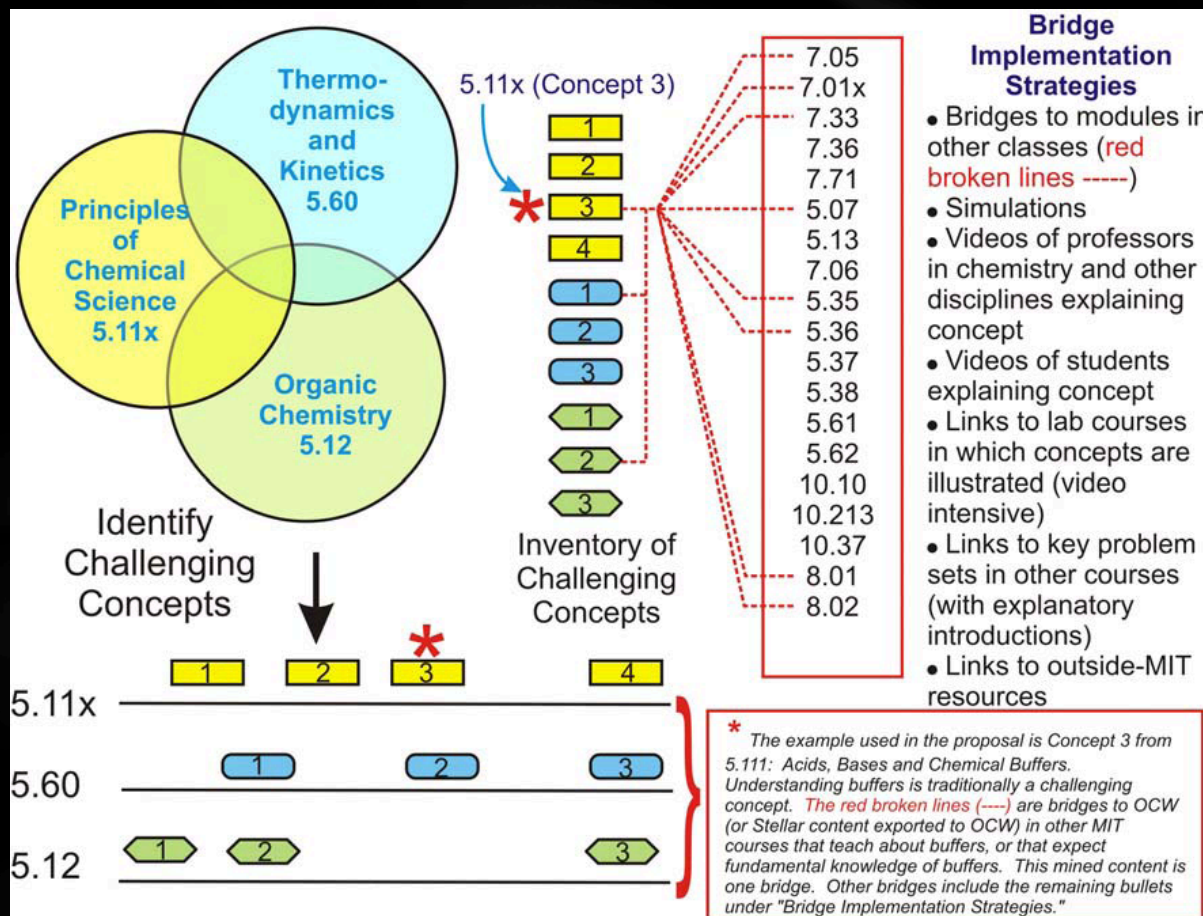 Thermo-
dynamics
and
Kinetics
5.60
Principles
of
Chemical
Science
5.11x
Organic
Chemistry
5.12
Identify
Challenging
Concepts
5.11x (Concept 3)
1
2
* 3
4
1
2
3
1
2
3
Inventory of
Challenging
Concepts
7.05
7.01x
7.33
7.36
7.71
5.07
5.13
7.06
5.35
5.36
5.37
5.38
5.61
5.62
10.10
10.213
10.37
8.01
8.02
Bridge
Implementation
Strategies
• Bridges to modules in
other classes (red
broken lines -----)
• Simulations
• Videos of professors
in chemistry and other
disciplines explaining
concept
• Videos of students
explaining concept
• Links to lab courses
in which concepts are
illustrated (video
intensive)
• Links to key problem
sets in other courses
(with explanatory
introductions)
• Links to outside-MIT
resources
*
1 2 3 4
5.11x
1 2 3
5.60
1 2 3
5.12
* The example used in the proposal is Concept 3 from
5.111: Acids, Bases and Chemical Buffers.
Understanding buffers is traditionally a challenging
concept. The red broken lines (----) are bridges to OCW
(or Stellar content exported to OCW) in other MIT
courses that teach about buffers, or that expect
fundamental knowledge of buffers. This mined content is
one bridge. Other bridges include the remaining bullets
under "Bridge Implementation Strategies."